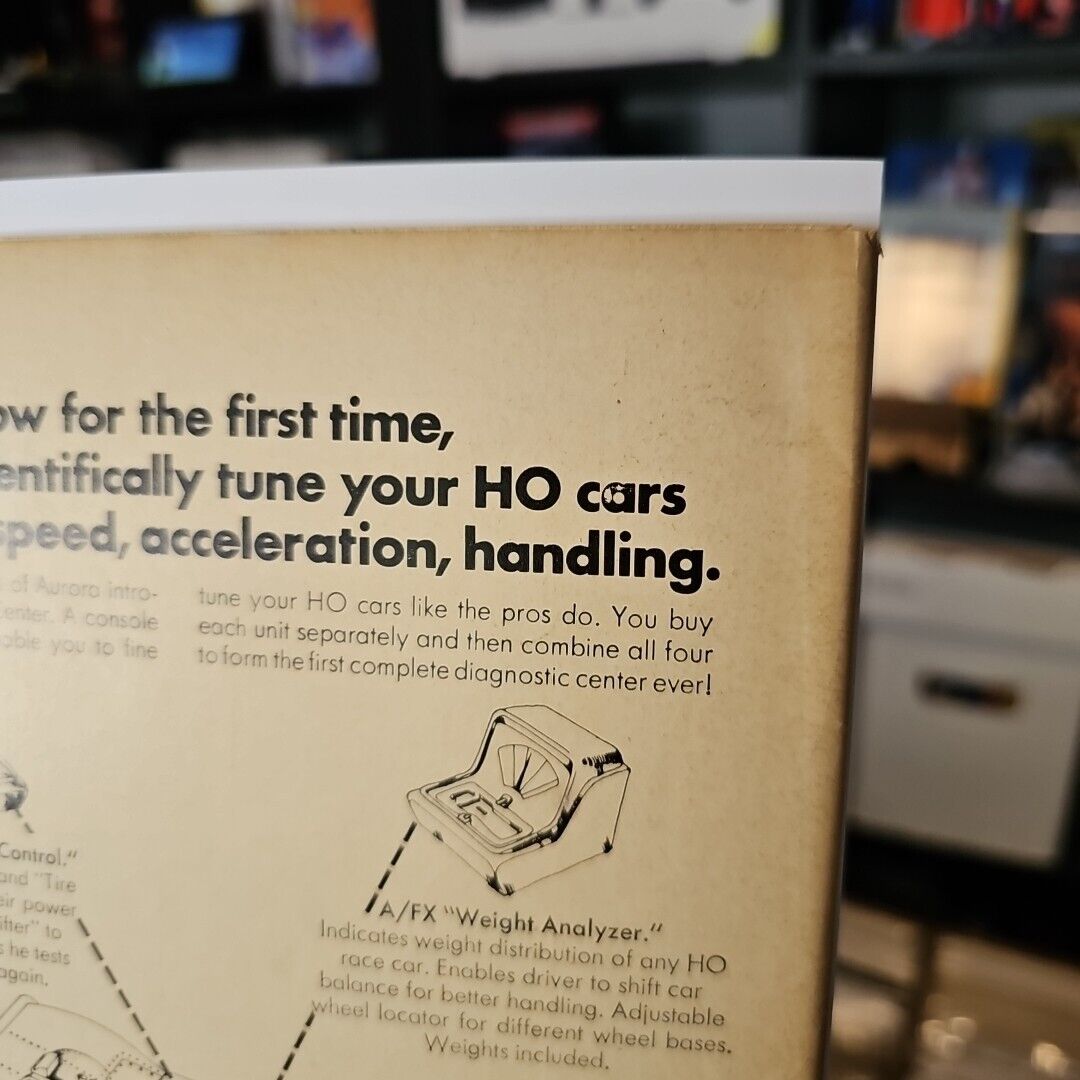 ow for the first time,
entifically tune your HO cars
speed, acceleration, handling.
of Aurora intro-
enter. A console
able you to fine
tune your HO cars like the pros do. You buy
each unit separately and then combine all four
to form the first complete diagnostic center ever!
Control."
and "Tire
eir power
ifter" to
s he tests
again.
A/FX "Weight Analyzer."
Indicates weight distribution of any HO
race car. Enables driver to shift car
balance for better handling. Adjustable
wheel locator for different wheel bases.
Weights included.